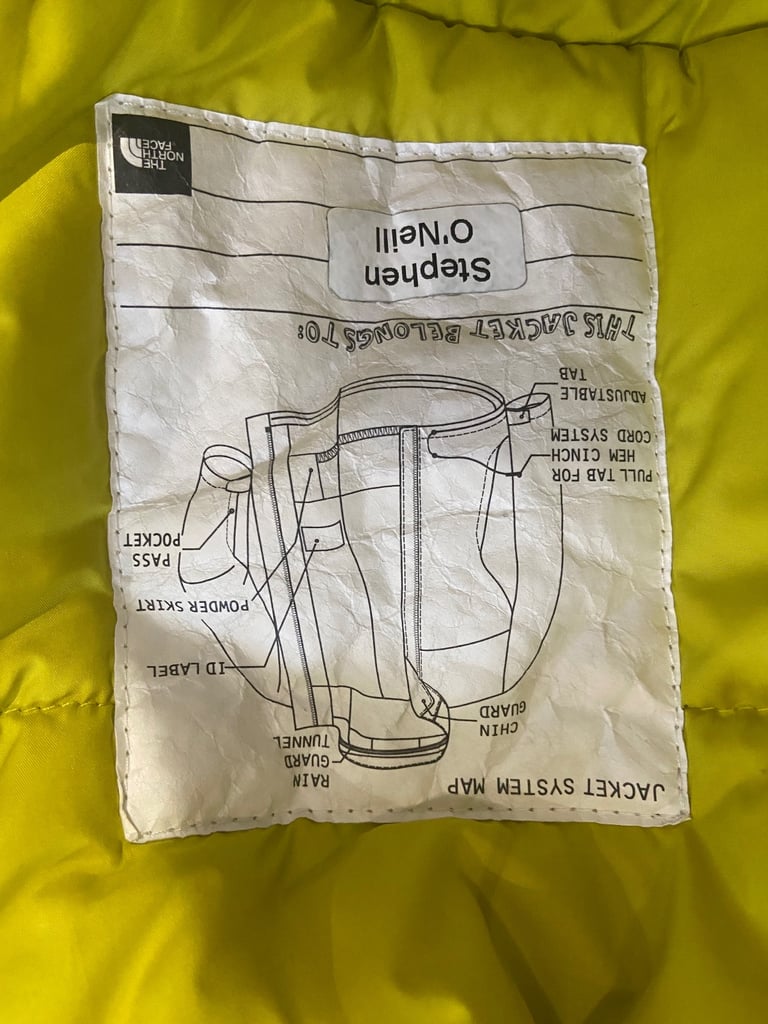 JACKET SYSTEM MAP
RAIN
GUARD
TUNNEL
CHIN
GUARD
ID LABEL
POWDER SKIRT
PASS
POCKET
PULL TAB FOR
HEM CINCH
CORD SYSTEM
ADJUSTABLE
TAB
THIS JACKET BELONGS TO:
Stephen
O'Neill
THE
NORTH
FACE